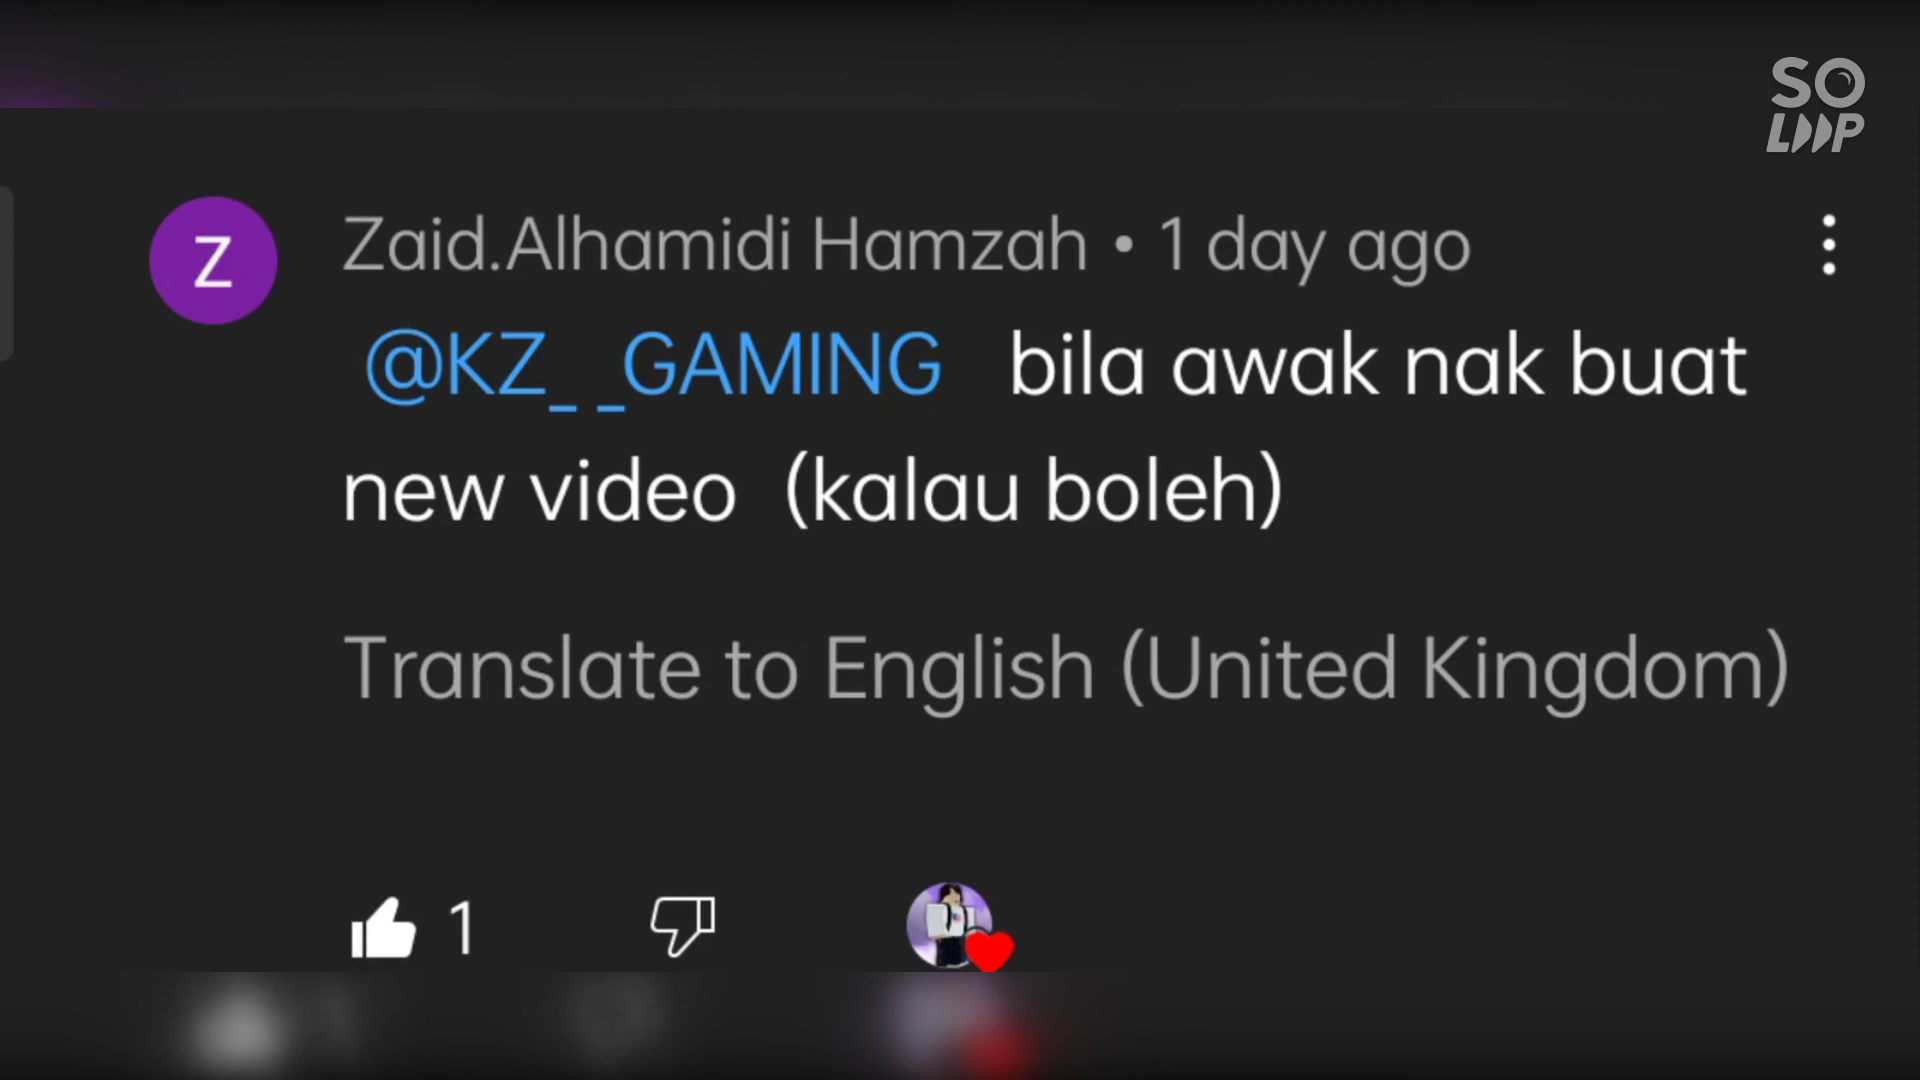 SO
LOOP
Z
Zaid.Alhamidi Hamzah • 1 day ago
@KZ_ _GAMING bila awak nak buat
new video (kalau boleh)
Translate to English (United Kingdom)
1